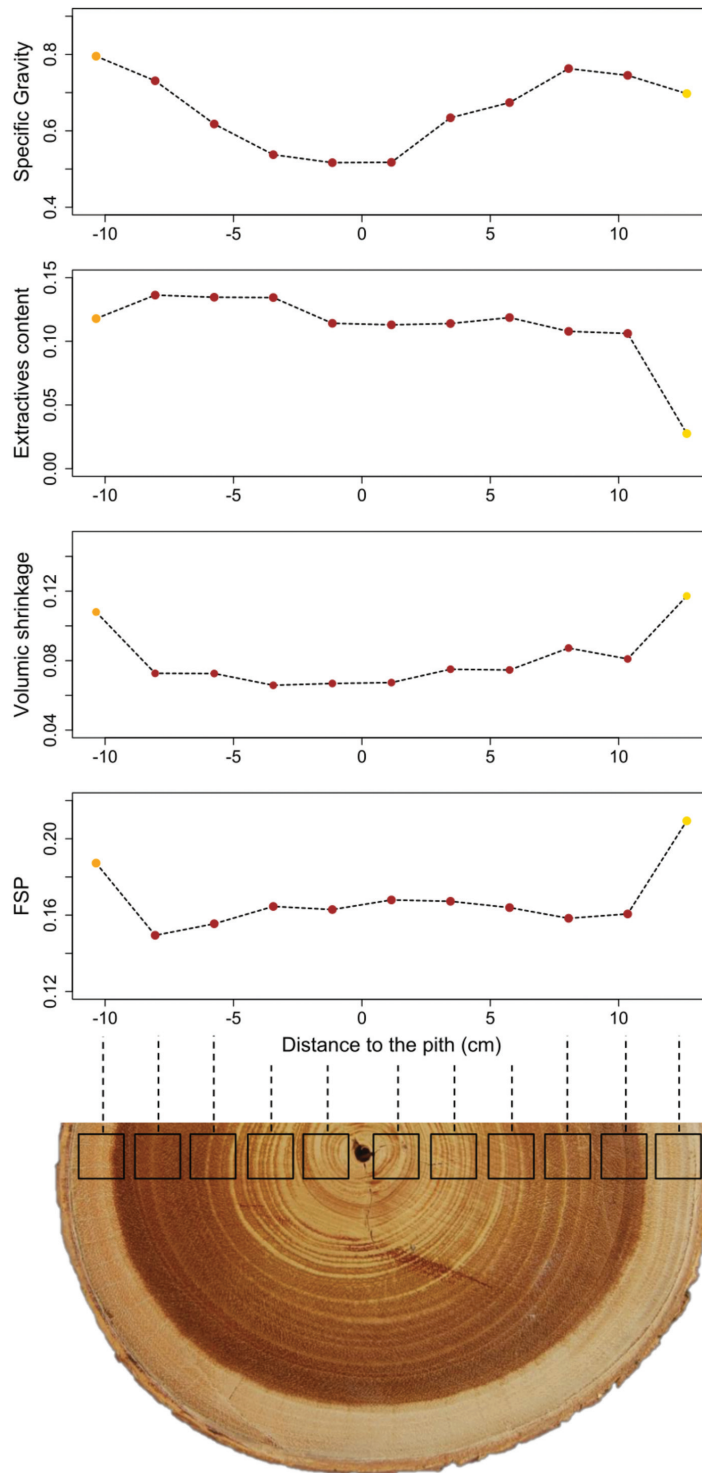 Specific Gravity
0.8
0.6
0.4
-10 -5 0 5 10
Extractives content
0.15
0.10
0.05
0.00
-10 -5 0 5 10
Volumic shrinkage
0.12
0.08
0.04
-10 -5 0 5 10
FSP
0.20
0.16
0.12
-10 -5 0 5 10
Distance to the pith (cm)